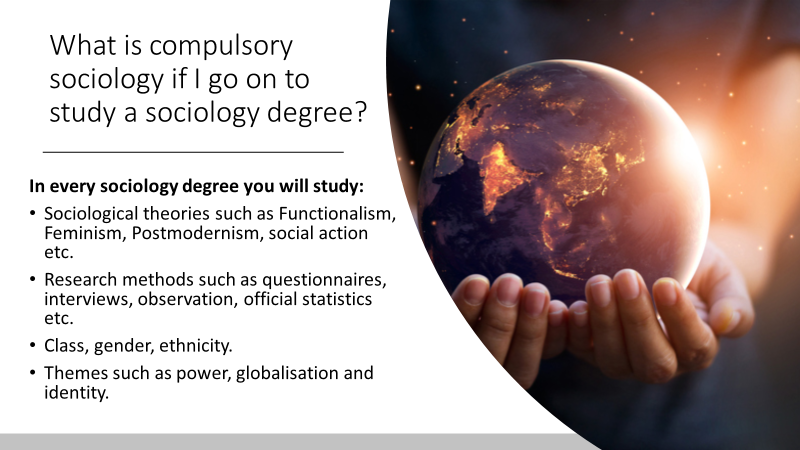 What is compulsory
sociology if I go on to
study a sociology degree?
In every sociology degree you will study:
• Sociological theories such as Functionalism,
Feminism, Postmodernism, social action
etc.
• Research methods such as questionnaires,
interviews, observation, official statistics
etc.
• Class, gender, ethnicity.
• Themes such as power, globalisation and
identity.